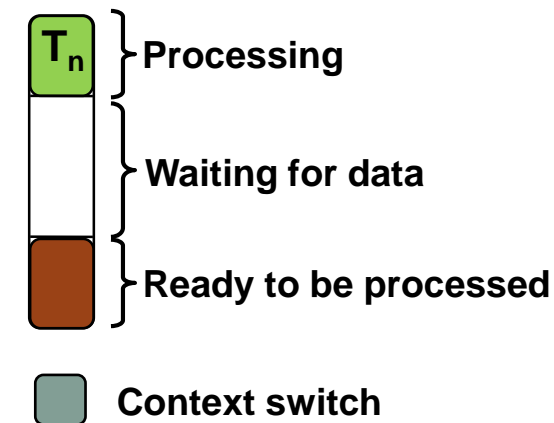 Tn
Processing
Waiting for data
Ready to be processed
Context switch